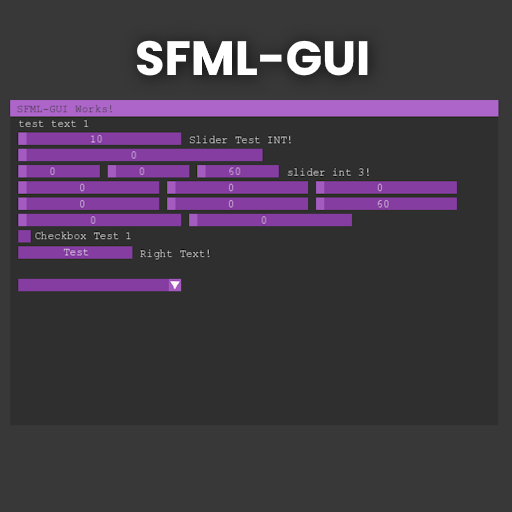 SFML-GUI
SFML-GUI Works!
test text 1
10 Slider Test INT!
0
0 0 60 slider int 3!
0 0 0
0 0 60
0 0
Checkbox Test 1
Test Right Text!